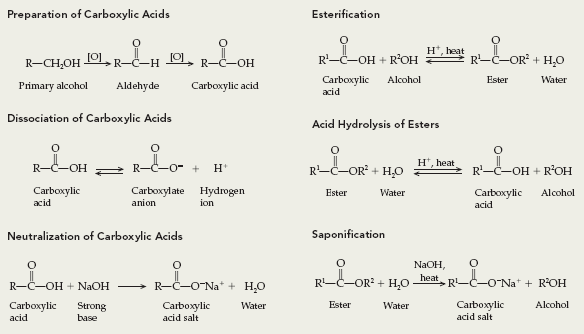 Preparation of Carboxylic Acids
O O
R—CH₂OH [O] R—C—H [O] R—C—OH
Primary alcohol Aldehyde Carboxylic acid
Dissociation of Carboxylic Acids
O O
R—C—OH R—C—O⁻ + H⁺
Carboxylic acid Carboxylate anion Hydrogen ion
Neutralization of Carboxylic Acids
O O
R—C—OH + NaOH R—C—O⁻Na⁺ + H₂O
Carboxylic acid Strong base Carboxylic acid salt Water
Esterification
O O
R¹—C—OH + R²OH H⁺, heat R¹—C—OR² + H₂O
Carboxylic acid Alcohol Ester Water
Acid Hydrolysis of Esters
O O
R¹—C—OR² + H₂O H⁺, heat R¹—C—OH + R²OH
Ester Water Carboxylic acid Alcohol
Saponification
O O
R¹—C—OR² + H₂O NaOH, heat R¹—C—O⁻Na⁺ + R²OH
Ester Water Carboxylic acid salt Alcohol